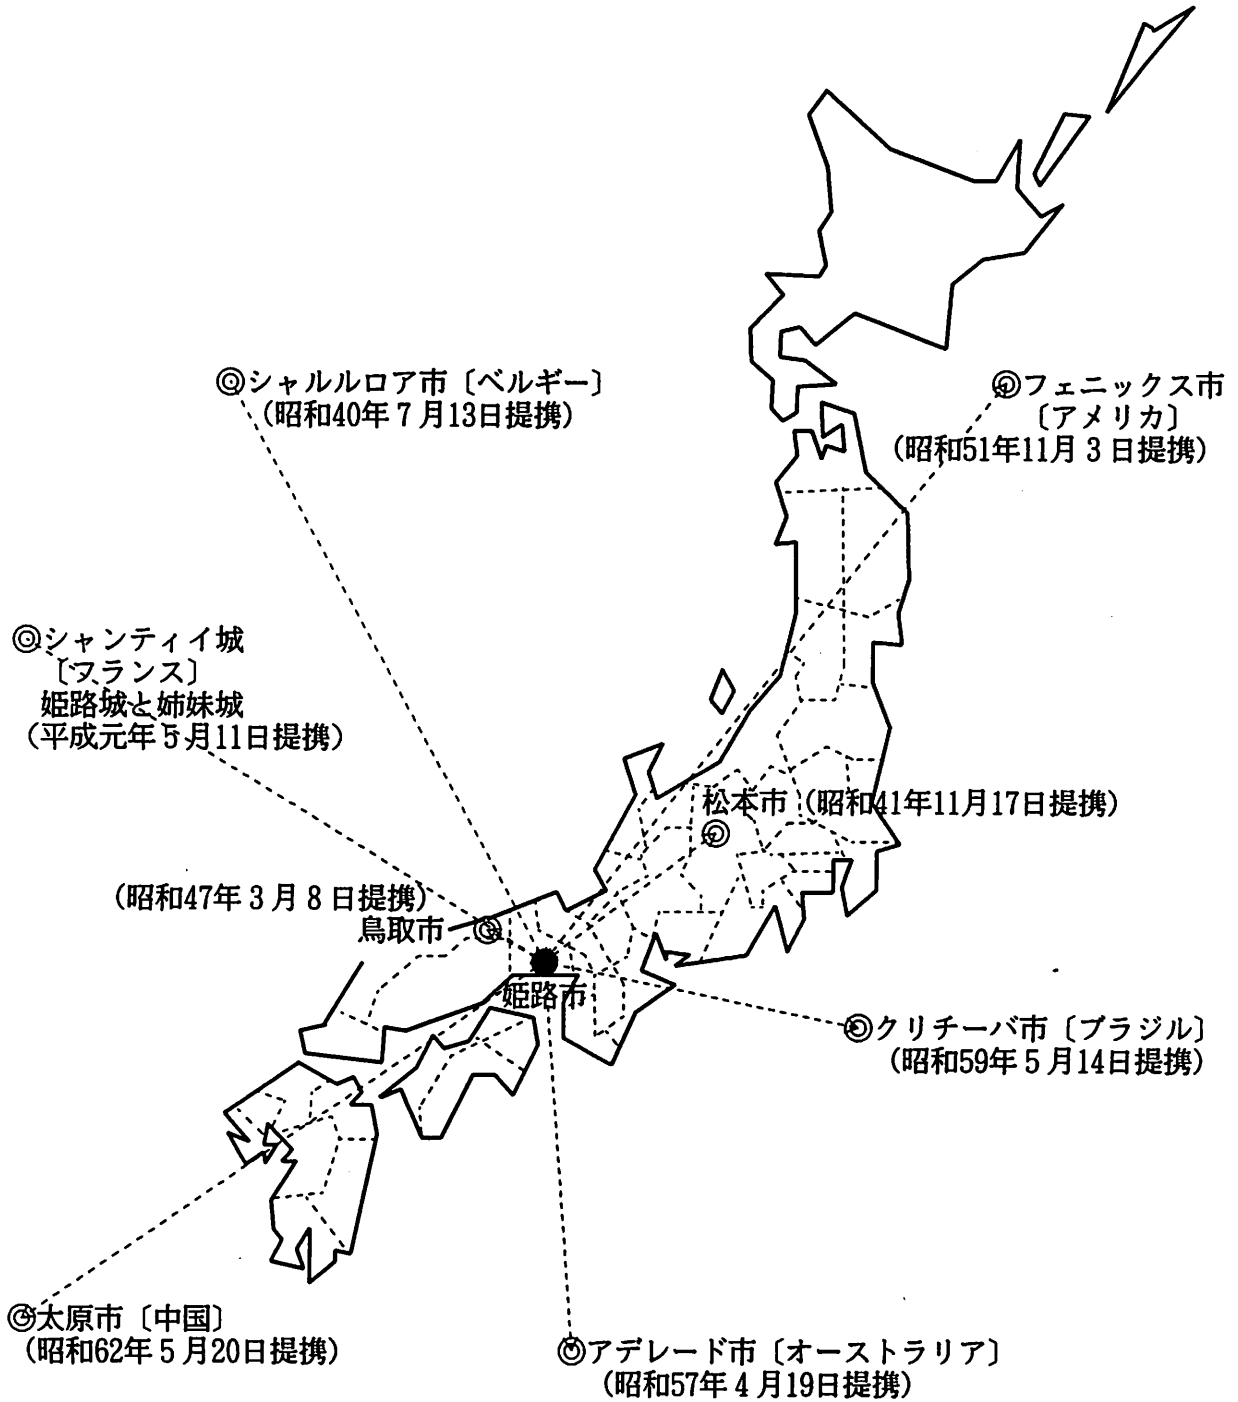 シャルルロア市〔ベルギー〕
(昭和40年7月13日提携)
フェニックス市
〔アメリカ〕
(昭和51年11月3日提携)
シャンティイ城
〔フランス〕
姫路城と姉妹城
(平成元年5月11日提携)
松本市(昭和41年11月17日提携)
(昭和47年3月8日提携)
鳥取市
姫路市
クリチーバ市〔ブラジル〕
(昭和59年5月14日提携)
太原市〔中国〕
(昭和62年5月20日提携)
アデレード市〔オーストラリア〕
(昭和57年4月19日提携)